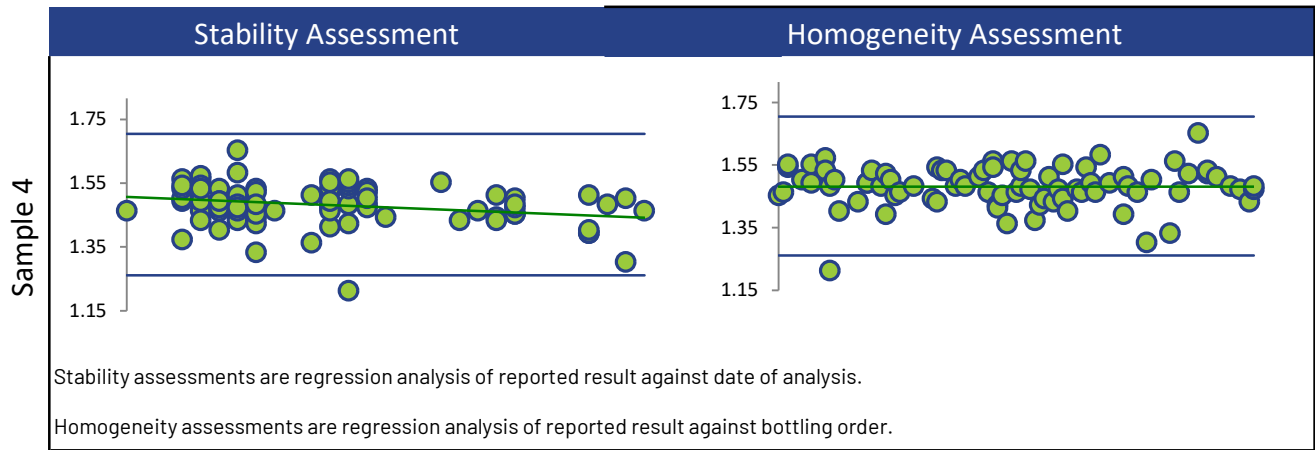 Stability Assessment
Homogeneity Assessment
Sample 4
1.75
1.55
1.35
1.15
1.75
1.55
1.35
1.15
Stability assessments are regression analysis of reported result against date of analysis.
Homogeneity assessments are regression analysis of reported result against bottling order.